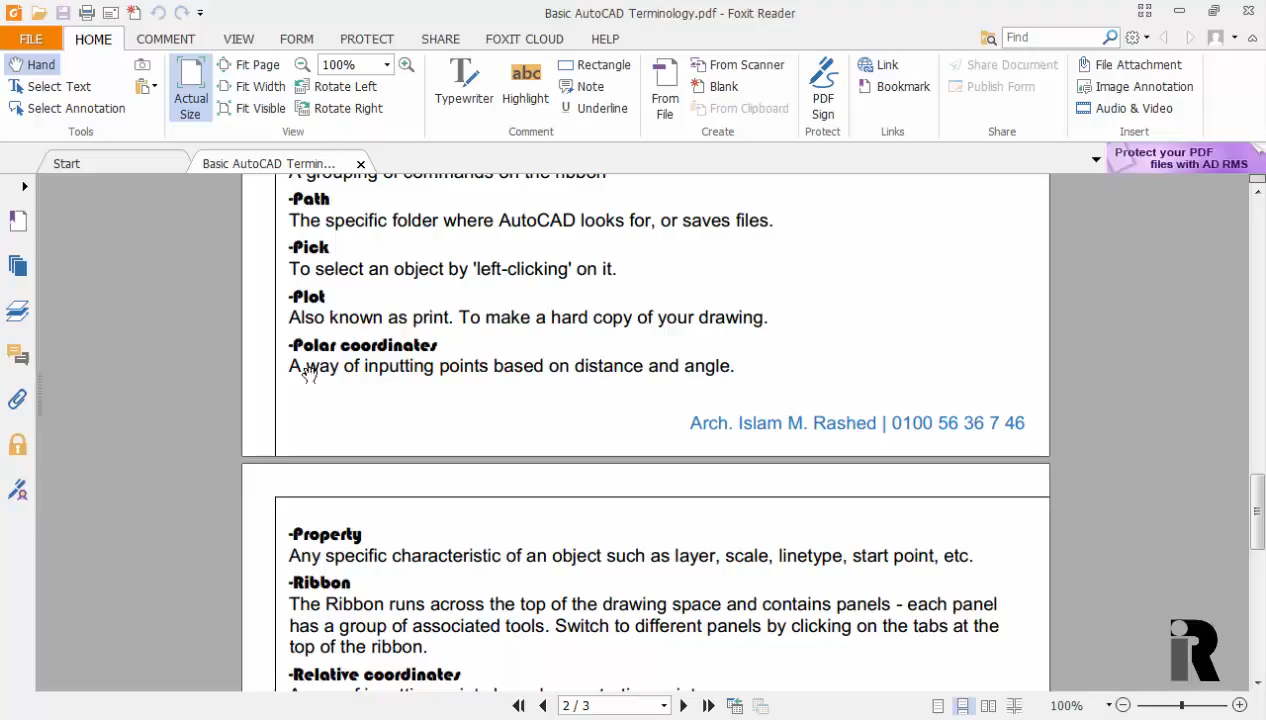 Basic AutoCAD Terminology.pdf - Foxit Reader
FILE HOME COMMENT VIEW FORM PROTECT SHARE FOXIT CLOUD HELP Find
Hand
Select Text
Select Annotation
Tools
Actual Size
Fit Page
Fit Width
Fit Visible
100%
Rotate Left
Rotate Right
View
Typewriter
abc
Highlight
Rectangle
Note
Underline
Comment
From File
From Scanner
Blank
From Clipboard
Create
PDF Sign
Protect
Link
Bookmark
Links
Share Document
Publish Form
Share
File Attachment
Image Annotation
Audio & Video
Insert
Start
Basic AutoCAD Termin...
Protect your PDF
files with AD RMS
A grouping of commands on the ribbon
-Path
The specific folder where AutoCAD looks for, or saves files.
-Pick
To select an object by 'left-clicking' on it.
-Plot
Also known as print. To make a hard copy of your drawing.
-Polar coordinates
A way of inputting points based on distance and angle.
Arch. Islam M. Rashed | 0100 56 36 7 46
-Property
Any specific characteristic of an object such as layer, scale, linetype, start point, etc.
-Ribbon
The Ribbon runs across the top of the drawing space and contains panels - each panel
has a group of associated tools. Switch to different panels by clicking on the tabs at the
top of the ribbon.
-Relative coordinates
iR
2 / 3
100%